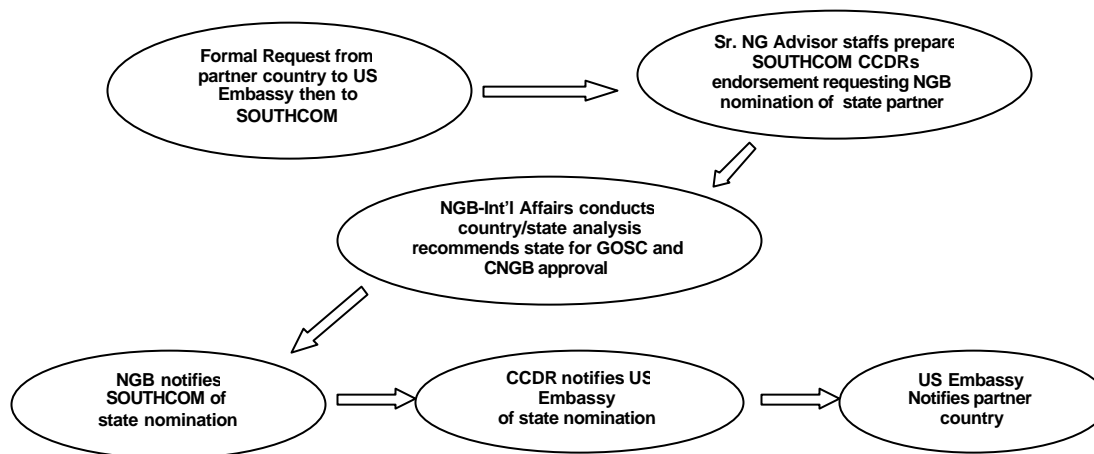 Formal Request from
partner country to US
Embassy then to
SOUTHCOM
Sr. NG Advisor staffs prepare
SOUTHCOM CCDRs
endorsement requesting NGB
nomination of state partner
NGB-Int'l Affairs conducts
country/state analysis
recommends state for GOSC and
CNGB approval
NGB notifies
SOUTHCOM of
state nomination
CCDR notifies US
Embassy
of state nomination
US Embassy
Notifies partner
country